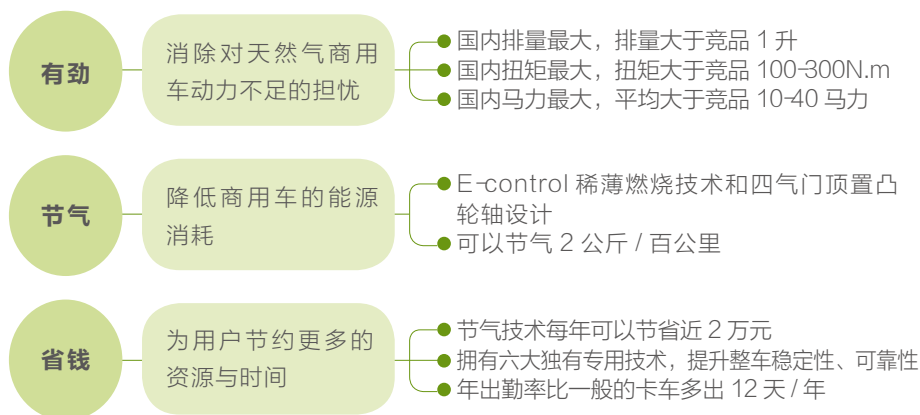 有劲
消除对天然气商用
车动力不足的担忧
国内排量最大，排量大于竞品 1 升
国内扭矩最大，扭矩大于竞品 100-300N.m
国内马力最大，平均大于竞品 10-40 马力
节气
降低商用车的能源
消耗
E-control 稀薄燃烧技术和四气门顶置凸
轮轴设计
可以节气 2 公斤 / 百公里
省钱
为用户节约更多的
资源与时间
节气技术每年可以节省近 2 万元
拥有六大独有专用技术，提升整车稳定性、可靠性
年出勤率比一般的卡车多出 12 天 / 年